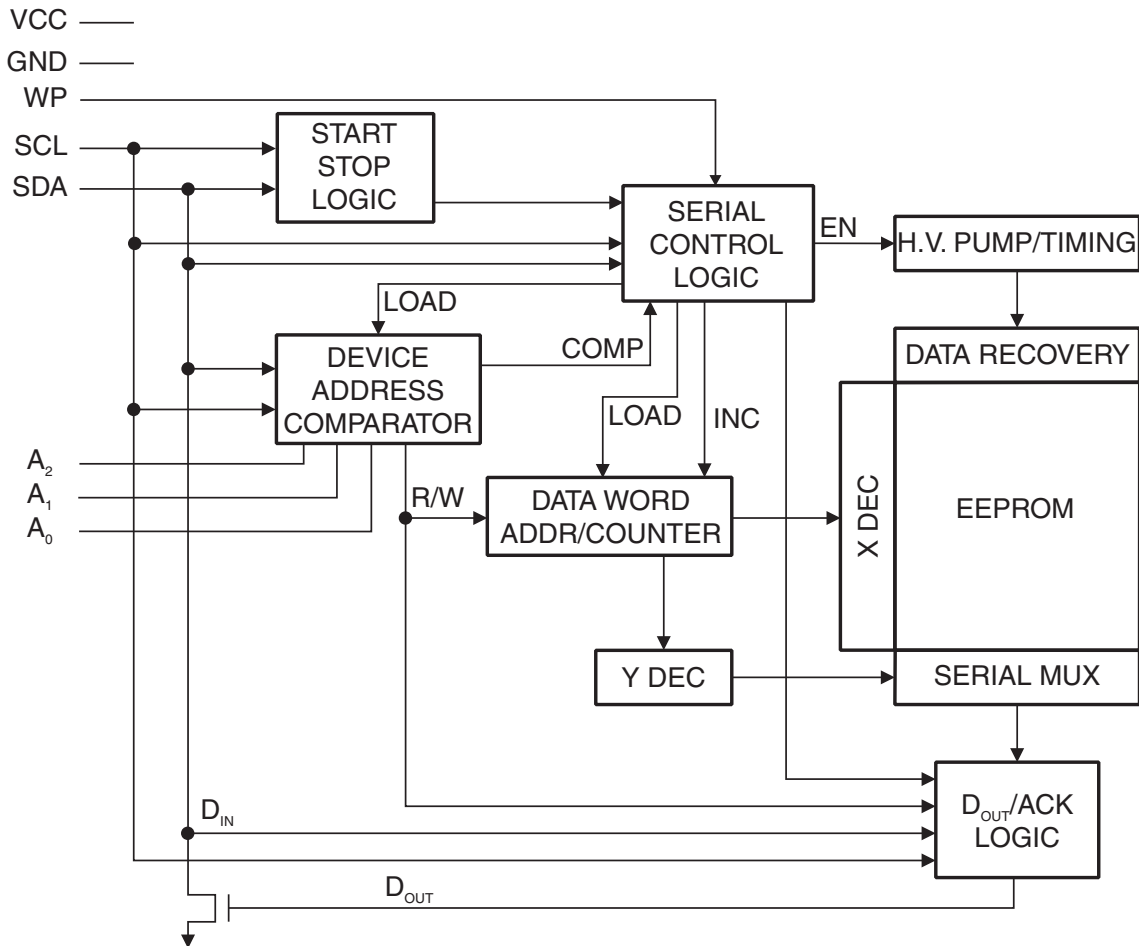 VCC
GND
WP
SCL
SDA
START
STOP
LOGIC
SERIAL
CONTROL
LOGIC
EN
H.V. PUMP/TIMING
LOAD
COMP
DEVICE
ADDRESS
COMPARATOR
LOAD
INC
DATA RECOVERY
A2
A1
A0
R/W
DATA WORD
ADDR/COUNTER
X DEC
EEPROM
Y DEC
SERIAL MUX
DIN
DOUT/ACK
LOGIC
DOUT